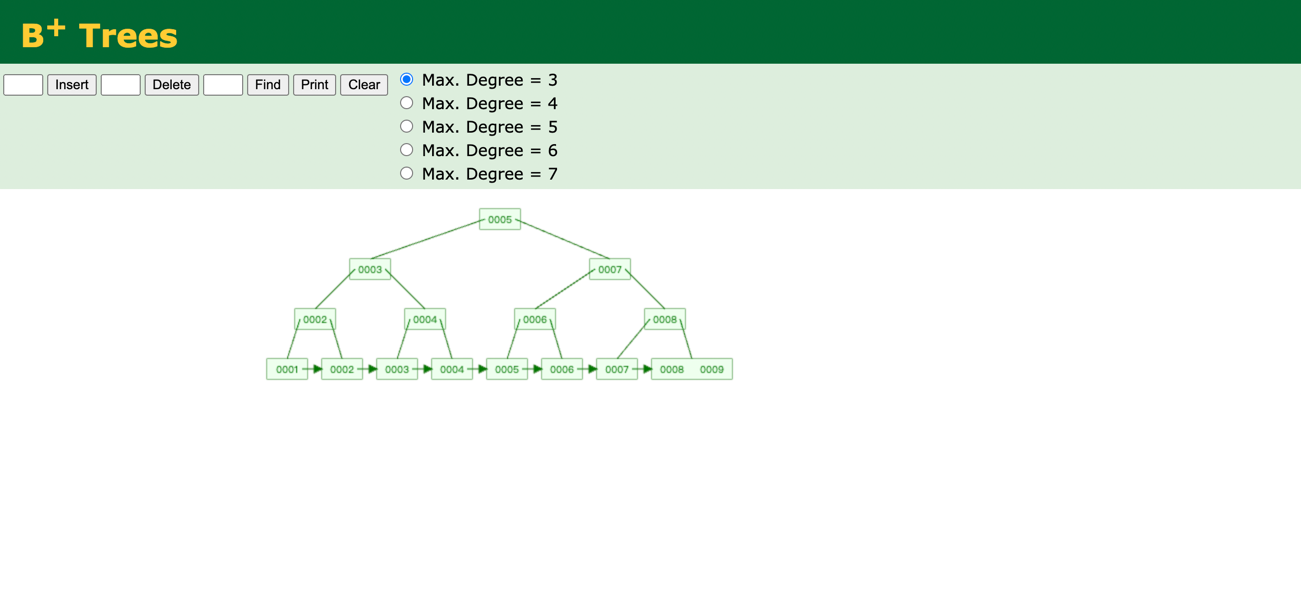 B+ Trees
Insert Delete Find Print Clear
Max. Degree = 3
Max. Degree = 4
Max. Degree = 5
Max. Degree = 6
Max. Degree = 7
0005
0003 0007
0002 0004 0006 0008
0001 0002 0003 0004 0005 0006 0007 0008 0009